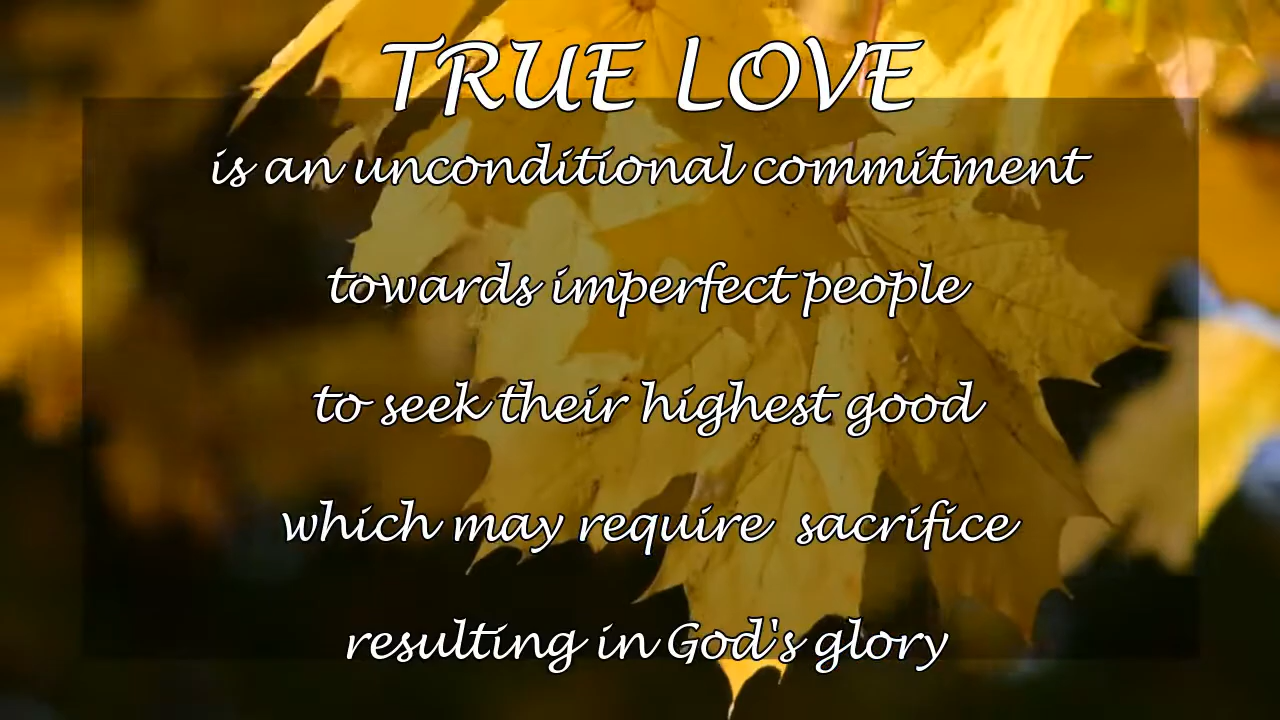 TRUE LOVE
is an unconditional commitment
towards imperfect people
to seek their highest good
which may require  sacrifice
resulting in God's glory